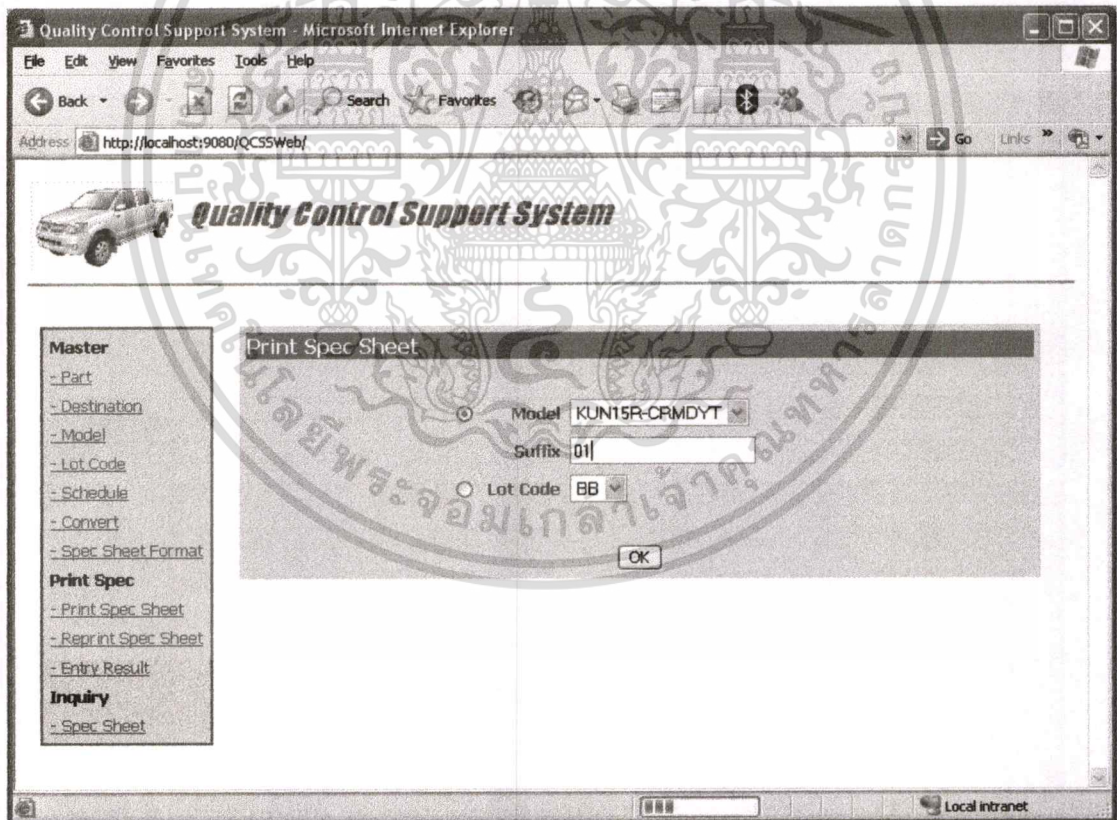 Quality Control Support System - Microsoft Internet Explorer
File Edit View Favorites Tools Help
Back Search Favorites
Address http://localhost:9080/QCSSWeb/ Go Links »
Quality Control Support System
Master
- Part
- Destination
- Model
- Lot Code
- Schedule
- Convert
- Spec Sheet Format
Print Spec
- Print Spec Sheet
- Reprint Spec Sheet
- Entry Result
Inquiry
- Spec Sheet
Print Spec Sheet
Model KUN15R-CRMDYT
Suffix 01
Lot Code BB
OK
Local intranet